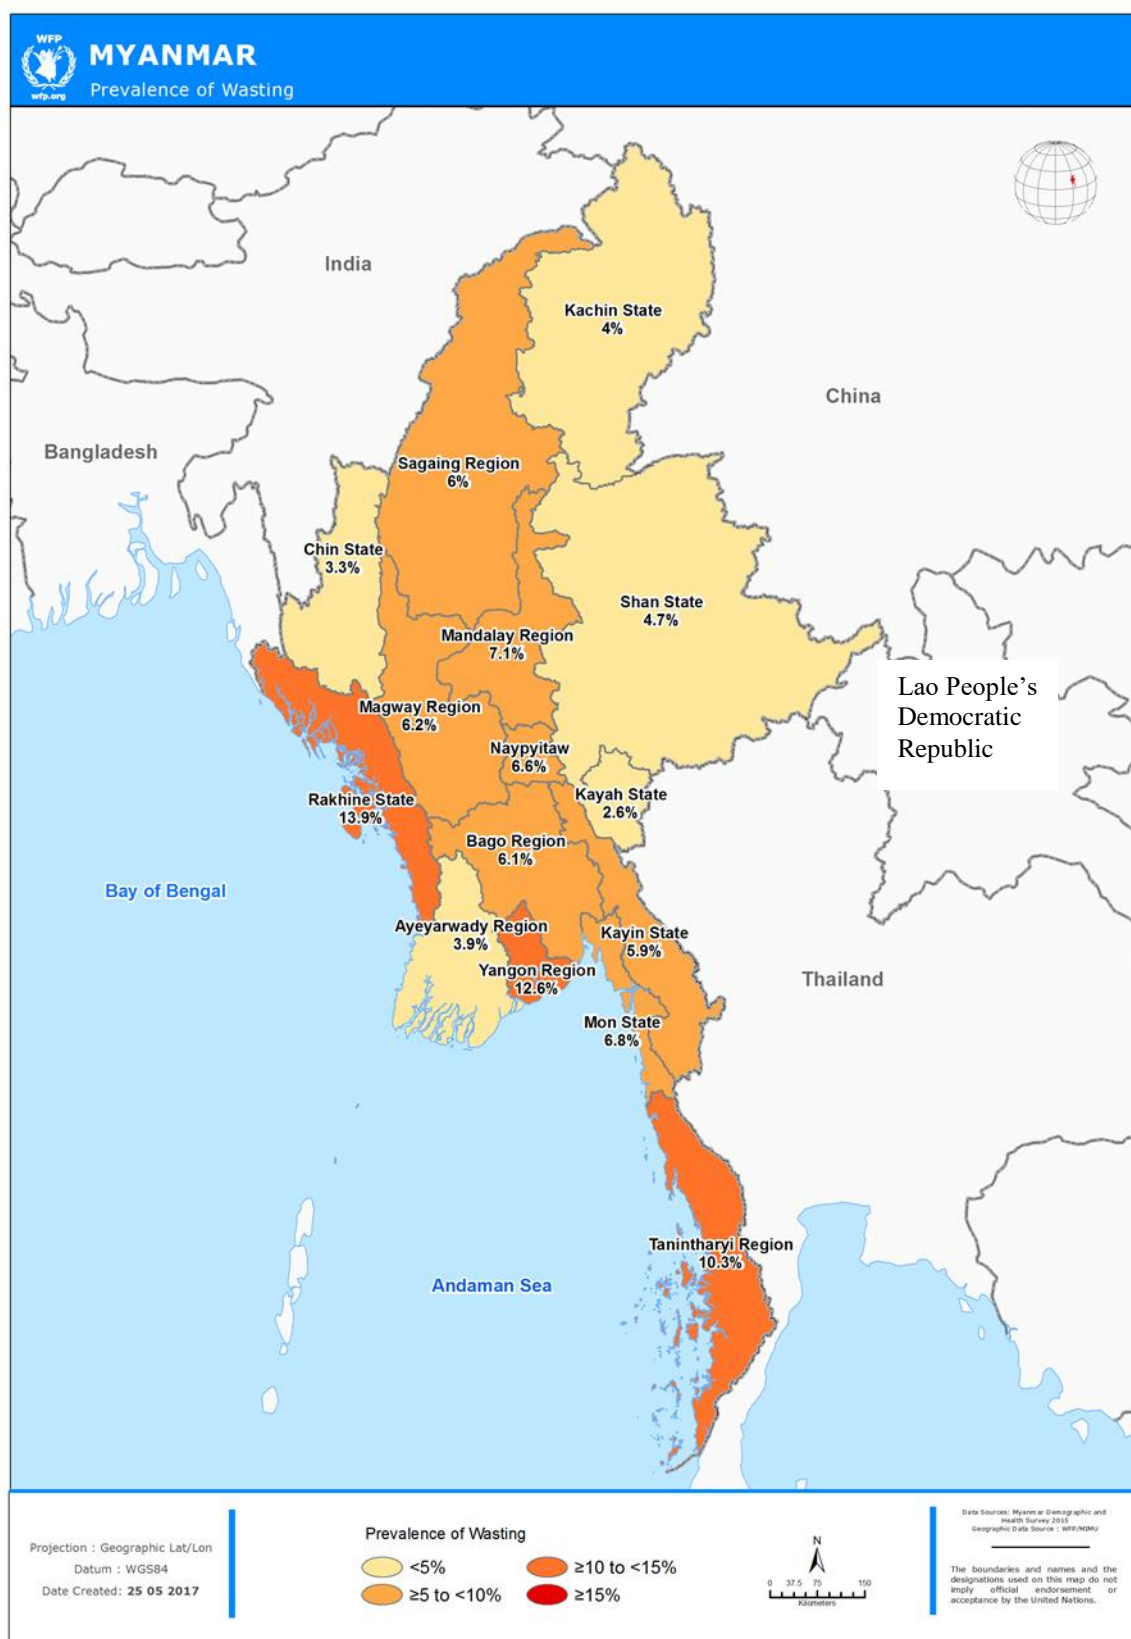 WFP
wfp.org
MYANMAR
Prevalence of Wasting
India
Kachin State
4%
China
Bangladesh
Sagaing Region
6%
Chin State
3.3%
Shan State
4.7%
Mandalay Region
7.1%
Lao People’s
Democratic
Republic
Magway Region
6.2%
Naypyitaw
6.6%
Kayah State
2.6%
Rakhine State
13.9%
Bago Region
6.1%
Bay of Bengal
Ayeyarwady Region
3.9%
Kayin State
5.9%
Yangon Region
12.6%
Thailand
Mon State
6.8%
Tanintharyi Region
10.3%
Andaman Sea
Projection : Geographic Lat/Lon
Datum : WGS84
Date Created: 25 05 2017
Prevalence of Wasting
<5%
≥10 to <15%
≥5 to <10%
≥15%
N
0 37.5 75 150
Kilometers
Data Sources: Myanmar Demographic and
Health Survey 2015
Geographic Data Source : WFP/MIMU
The boundaries and names and the
designations used on this map do not
imply official endorsement or
acceptance by the United Nations.